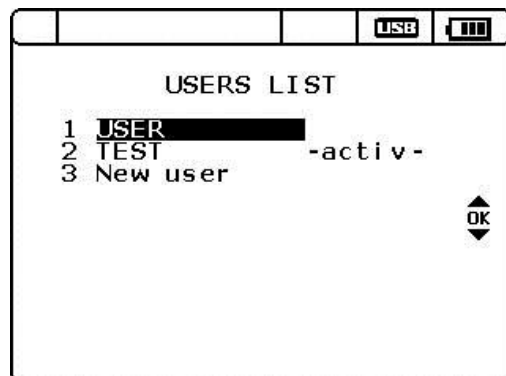 USB
USERS LIST
1 USER
2 TEST -activ-
3 New user
OK